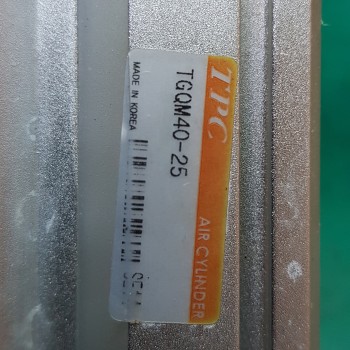 TPC
AIR CYLINDER
TGQM40-25
MADE IN KOREA